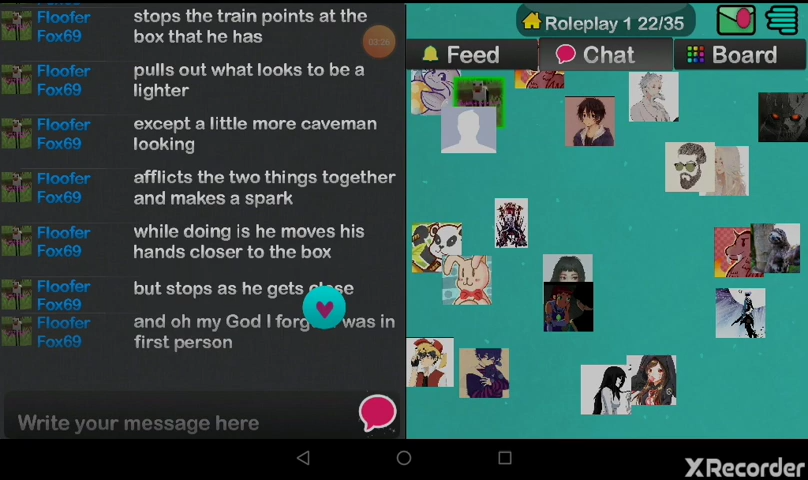 Floofer
Fox69
stops the train points at the
box that he has
Floofer
Fox69
pulls out what looks to be a
lighter
Floofer
Fox69
except a little more caveman
looking
Floofer
Fox69
afflicts the two things together
and makes a spark
Floofer
Fox69
while doing is he moves his
hands closer to the box
Floofer
Fox69
but stops as he gets close
Floofer
Fox69
and oh my God I was in
first person
Write your message here
Roleplay 1 22/35
Feed
Chat
Board
XRecorder